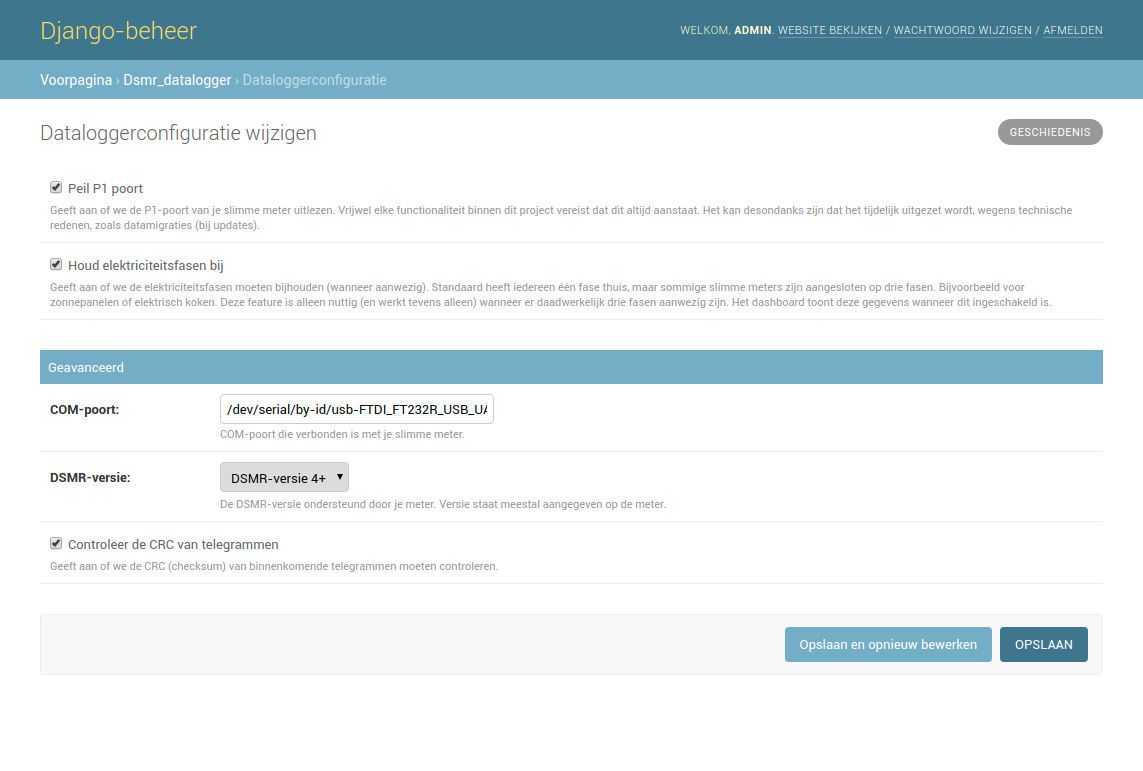 Django-beheer
WELKOM, ADMIN. WEBSITE BEKIJKEN / WACHTWOORD WIJZIGEN / AFMELDEN
Voorpagina › Dsmr_datalogger › Dataloggerconfiguratie
Dataloggerconfiguratie wijzigen
GESCHIEDENIS
Peil P1 poort
Geeft aan of we de P1-poort van je slimme meter uitlezen. Vrijwel elke functionaliteit binnen dit project vereist dat dit altijd aanstaat. Het kan desondanks zijn dat het tijdelijk uitgezet wordt, wegens technische
redenen, zoals datamigraties (bij updates).
Houd elektriciteitsfasen bij
Geeft aan of we de elektriciteitsfasen moeten bijhouden (wanneer aanwezig). Standaard heeft iedereen één fase thuis, maar sommige slimme meters zijn aangesloten op drie fasen. Bijvoorbeeld voor
zonnepanelen of elektrisch koken. Deze feature is alleen nuttig (en werkt tevens alleen) wanneer er daadwerkelijk drie fasen aanwezig zijn. Het dashboard toont deze gegevens wanneer dit ingeschakeld is.
Geavanceerd
COM-poort:
/dev/serial/by-id/usb-FTDI_FT232R_USB_UA
COM-poort die verbonden is met je slimme meter.
DSMR-versie:
DSMR-versie 4+
De DSMR-versie ondersteund door je meter. Versie staat meestal aangegeven op de meter.
Controleer de CRC van telegrammen
Geeft aan of we de CRC (checksum) van binnenkomende telegrammen moeten controleren.
Opslaan en opnieuw bewerken
OPSLAAN